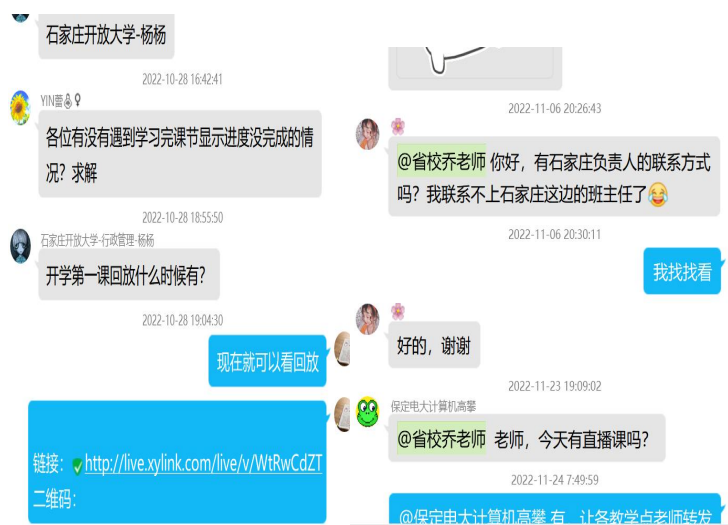 石家庄开放大学-杨杨
2022-10-28 16:42:41
YIN蕾
各位有没有遇到学习完课节显示进度没完成的情
况？求解
2022-10-28 18:55:50
石家庄开放大学-行政管理-杨杨
开学第一课回放什么时候有？
2022-10-28 19:04:30
现在就可以看回放
链接：http://live.xylink.com/live/v/WtRwCdZT
二维码：
2022-11-06 20:26:43
@省校乔老师 你好，有石家庄负责人的联系方式
吗？我联系不上石家庄这边的班主任了😂
2022-11-06 20:30:11
我找找看
好的，谢谢
2022-11-23 19:09:02
保定电大计算机高攀
@省校乔老师 老师，今天有直播课吗？
2022-11-24 7:49:59
@保定电大计算机高攀 有 让各教学点老师转发